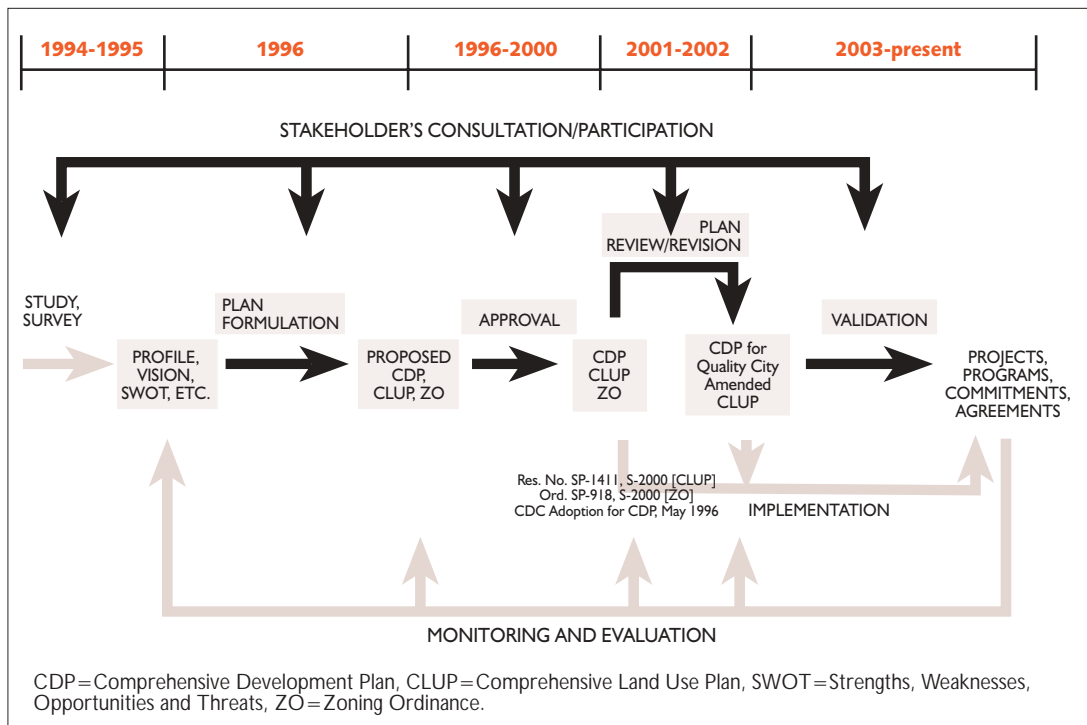 1994-1995
1996
1996-2000
2001-2002
2003-present
STAKEHOLDER'S CONSULTATION/PARTICIPATION
PLAN
REVIEW/REVISION
STUDY,
SURVEY
PLAN
FORMULATION
APPROVAL
VALIDATION
PROFILE,
VISION,
SWOT, ETC.
PROPOSED
CDP,
CLUP, ZO
CDP
CLUP
ZO
CDP for
Quality City
Amended
CLUP
PROJECTS,
PROGRAMS,
COMMITMENTS,
AGREEMENTS
Res. No. SP-1411, S-2000 [CLUP]
Ord. SP-918, S-2000 [ZO]
CDC Adoption for CDP, May 1996
IMPLEMENTATION
MONITORING AND EVALUATION
CDP=Comprehensive Development Plan, CLUP=Comprehensive Land Use Plan, SWOT=Strengths, Weaknesses,
Opportunities and Threats, ZO=Zoning Ordinance.